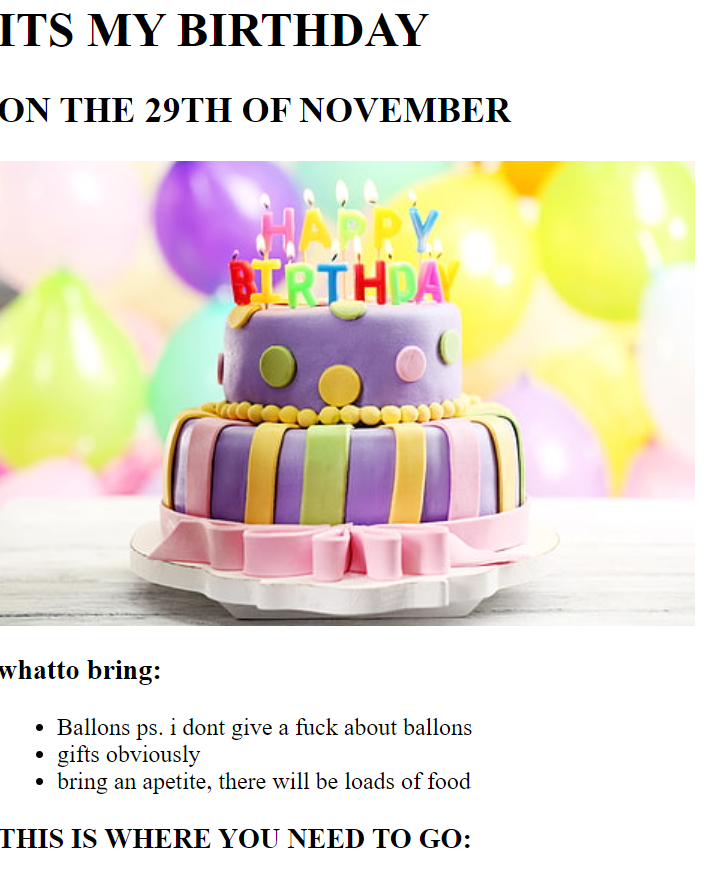 ITS MY BIRTHDAY
ON THE 29TH OF NOVEMBER
HAPPY
BIRTHDAY
whatto bring:
Ballons ps. i dont give a fuck about ballons
gifts obviously
bring an apetite, there will be loads of food
THIS IS WHERE YOU NEED TO GO: